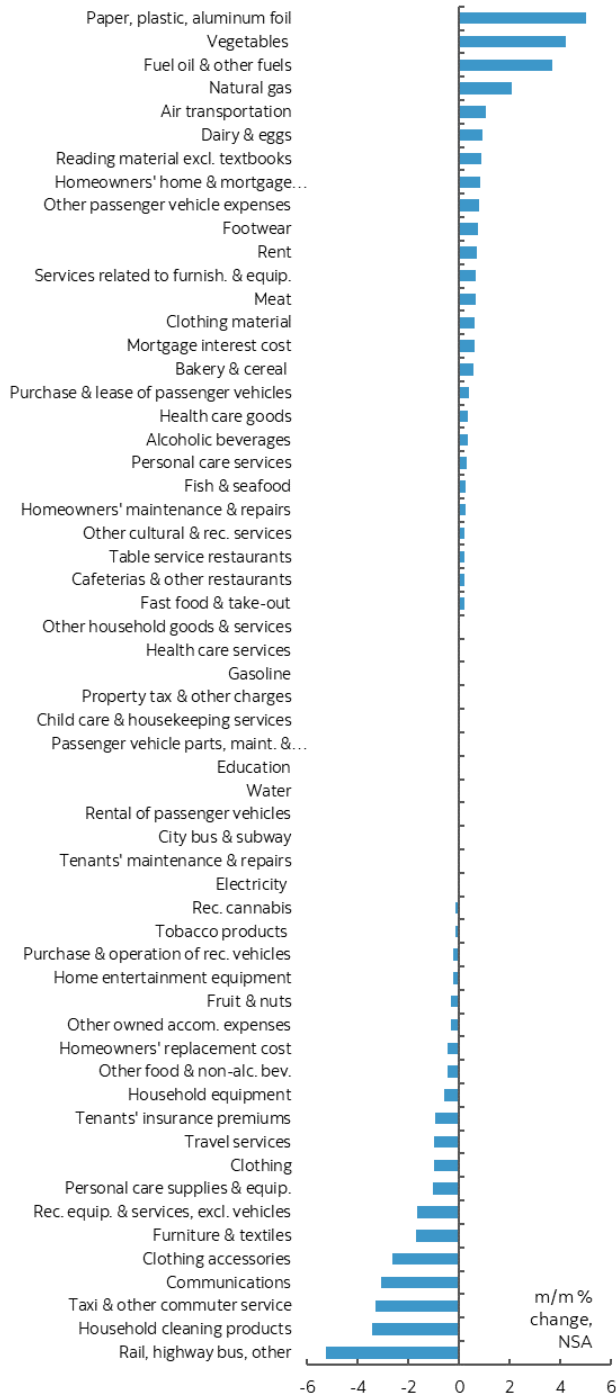 Paper, plastic, aluminum foil
Vegetables
Fuel oil & other fuels
Natural gas
Air transportation
Dairy & eggs
Reading material excl. textbooks
Homeowners' home & mortgage...
Other passenger vehicle expenses
Footwear
Rent
Services related to furnish. & equip.
Meat
Clothing material
Mortgage interest cost
Bakery & cereal
Purchase & lease of passenger vehicles
Health care goods
Alcoholic beverages
Personal care services
Fish & seafood
Homeowners' maintenance & repairs
Other cultural & rec. services
Table service restaurants
Cafeterias & other restaurants
Fast food & take-out
Other household goods & services
Health care services
Gasoline
Property tax & other charges
Child care & housekeeping services
Passenger vehicle parts, maint. &...
Education
Water
Rental of passenger vehicles
City bus & subway
Tenants' maintenance & repairs
Electricity
Rec. cannabis
Tobacco products
Purchase & operation of rec. vehicles
Home entertainment equipment
Fruit & nuts
Other owned accom. expenses
Homeowners' replacement cost
Other food & non-alc. bev.
Household equipment
Tenants' insurance premiums
Travel services
Clothing
Personal care supplies & equip.
Rec. equip. & services, excl. vehicles
Furniture & textiles
Clothing accessories
Communications
Taxi & other commuter service
Household cleaning products
Rail, highway bus, other
m/m %
change,
NSA
-6 -4 -2 0 2 4 6